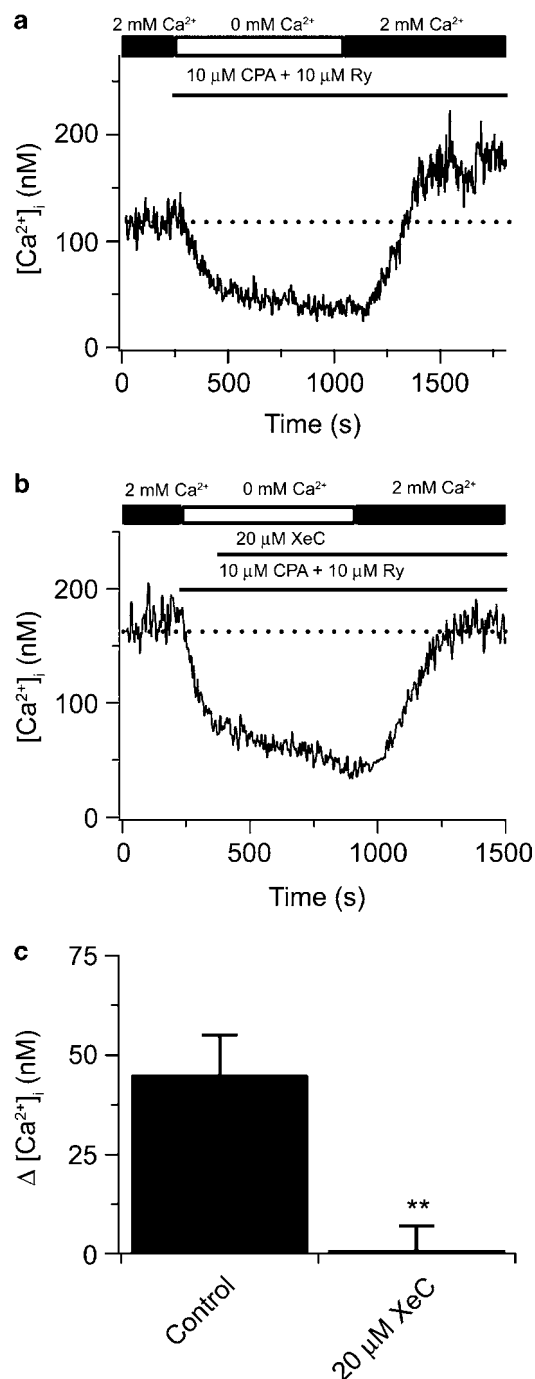 a
2 mM Ca²⁺ 0 mM Ca²⁺ 2 mM Ca²⁺
10 µM CPA + 10 µM Ry
200
100
0
[Ca²⁺]ᵢ (nM)
0 500 1000 1500
Time (s)
b
2 mM Ca²⁺ 0 mM Ca²⁺ 2 mM Ca²⁺
20 µM XeC
10 µM CPA + 10 µM Ry
200
100
0
[Ca²⁺]ᵢ (nM)
0 500 1000 1500
Time (s)
c
75
50
25
0
Δ [Ca²⁺]ᵢ (nM)
**
Control
20 µM XeC